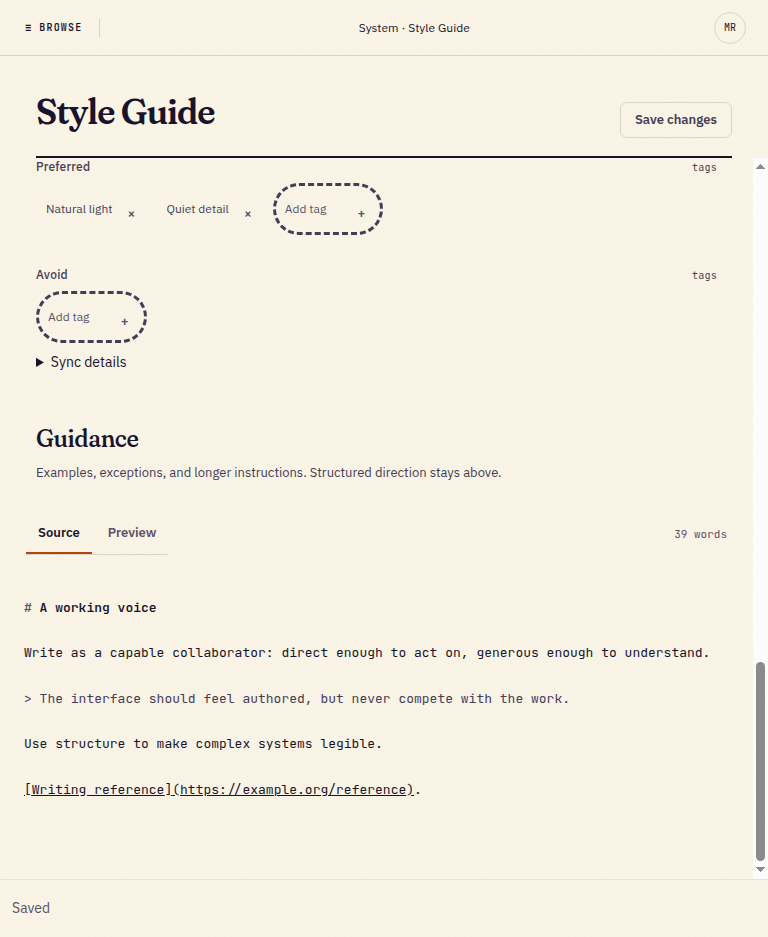 ≡ BROWSE
System · Style Guide
MR
Style Guide
Save changes
Preferred
tags
Natural light ×
Quiet detail ×
Add tag +
Avoid
tags
Add tag +
Sync details
Guidance
Examples, exceptions, and longer instructions. Structured direction stays above.
Source
Preview
39 words
# A working voice
Write as a capable collaborator: direct enough to act on, generous enough to understand.
> The interface should feel authored, but never compete with the work.
Use structure to make complex systems legible.
[Writing reference](https://example.org/reference).
Saved